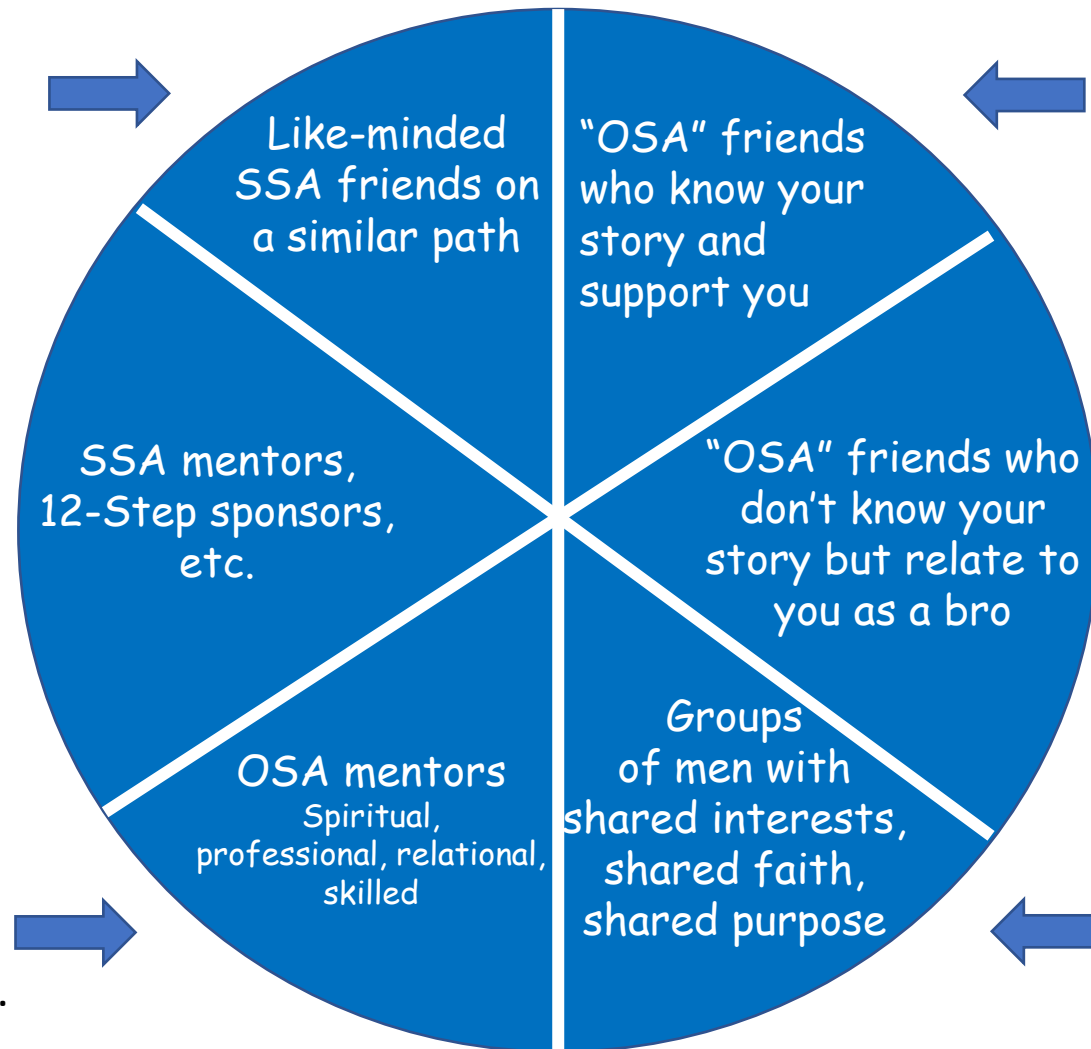 Like-minded
SSA friends on
a similar path
“OSA” friends
who know your
story and
support you
SSA mentors,
12-Step sponsors,
etc.
“OSA” friends who
don’t know your
story but relate to
you as a bro
OSA mentors
Spiritual,
professional, relational,
skilled
Groups
of men with
shared interests,
shared faith,
shared purpose
.